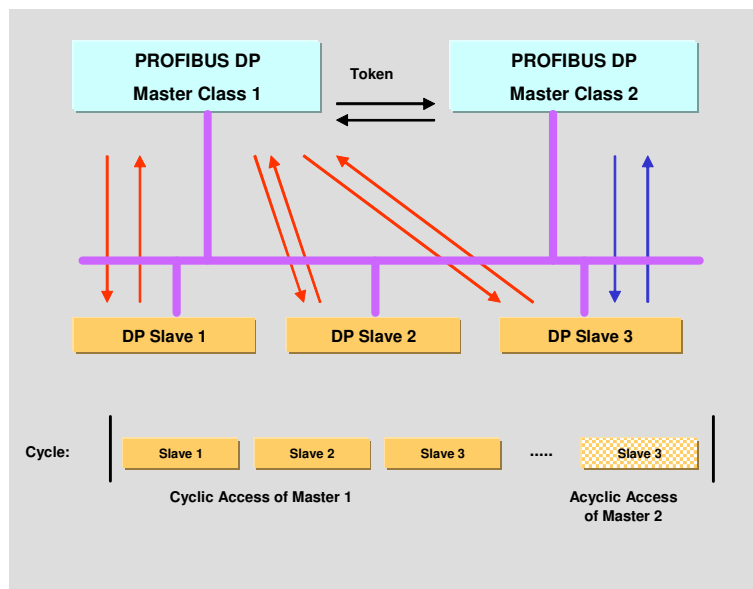 PROFIBUS DP
Master Class 1
Token
PROFIBUS DP
Master Class 2
DP Slave 1
DP Slave 2
DP Slave 3
Cycle:
Slave 1
Slave 2
Slave 3
.....
Slave 3
Cyclic Access of Master 1
Acyclic Access
of Master 2